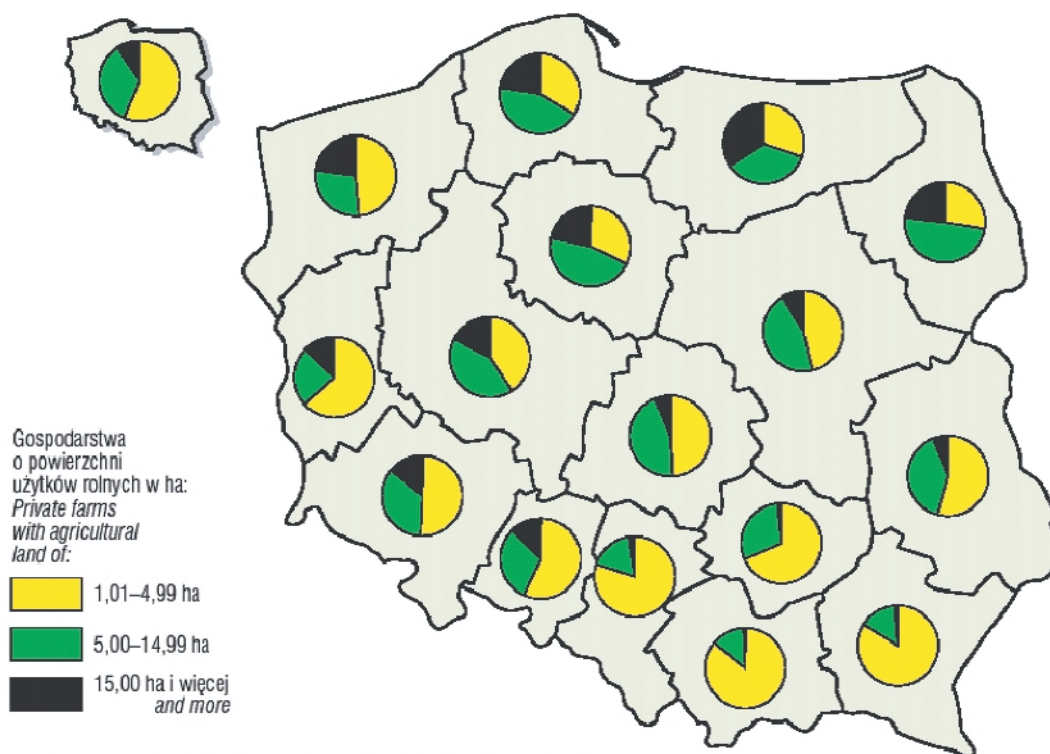 Gospodarstwa
o powierzchni
użytków rolnych w ha:
Private farms
with agricultural
land of:
1,01–4,99 ha
5,00–14,99 ha
15,00 ha i więcej
and more